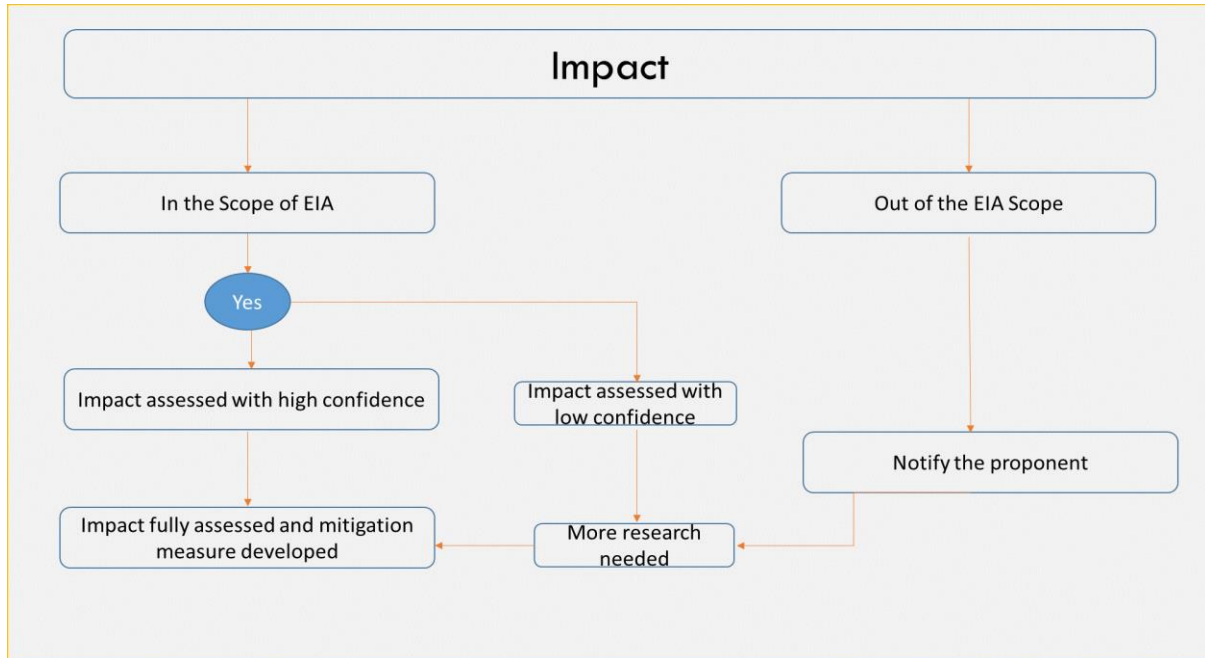 Impact
In the Scope of EIA
Out of the EIA Scope
Yes
Impact assessed with high confidence
Impact assessed with
low confidence
Notify the proponent
Impact fully assessed and mitigation
measure developed
More research
needed